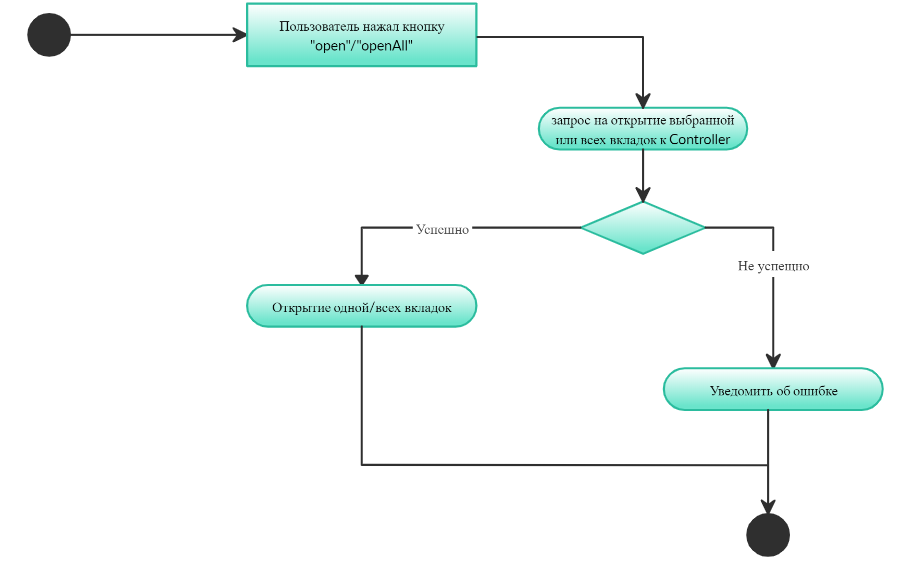 Пользователь нажал кнопку
"open"/"openAll"
запрос на открытие выбранной
или всех вкладок к Controller
Успешно
Не успещно
Открытие одной/всех вкладок
Уведомить об ошибке